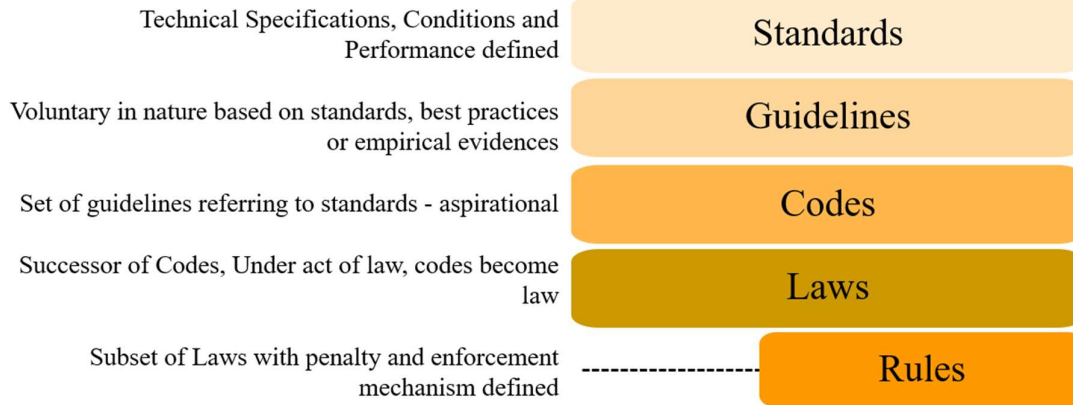 Technical Specifications, Conditions and
Performance defined
Standards
Voluntary in nature based on standards, best practices
or empirical evidences
Guidelines
Set of guidelines referring to standards - aspirational
Codes
Successor of Codes, Under act of law, codes become
law
Laws
Subset of Laws with penalty and enforcement
mechanism defined
Rules